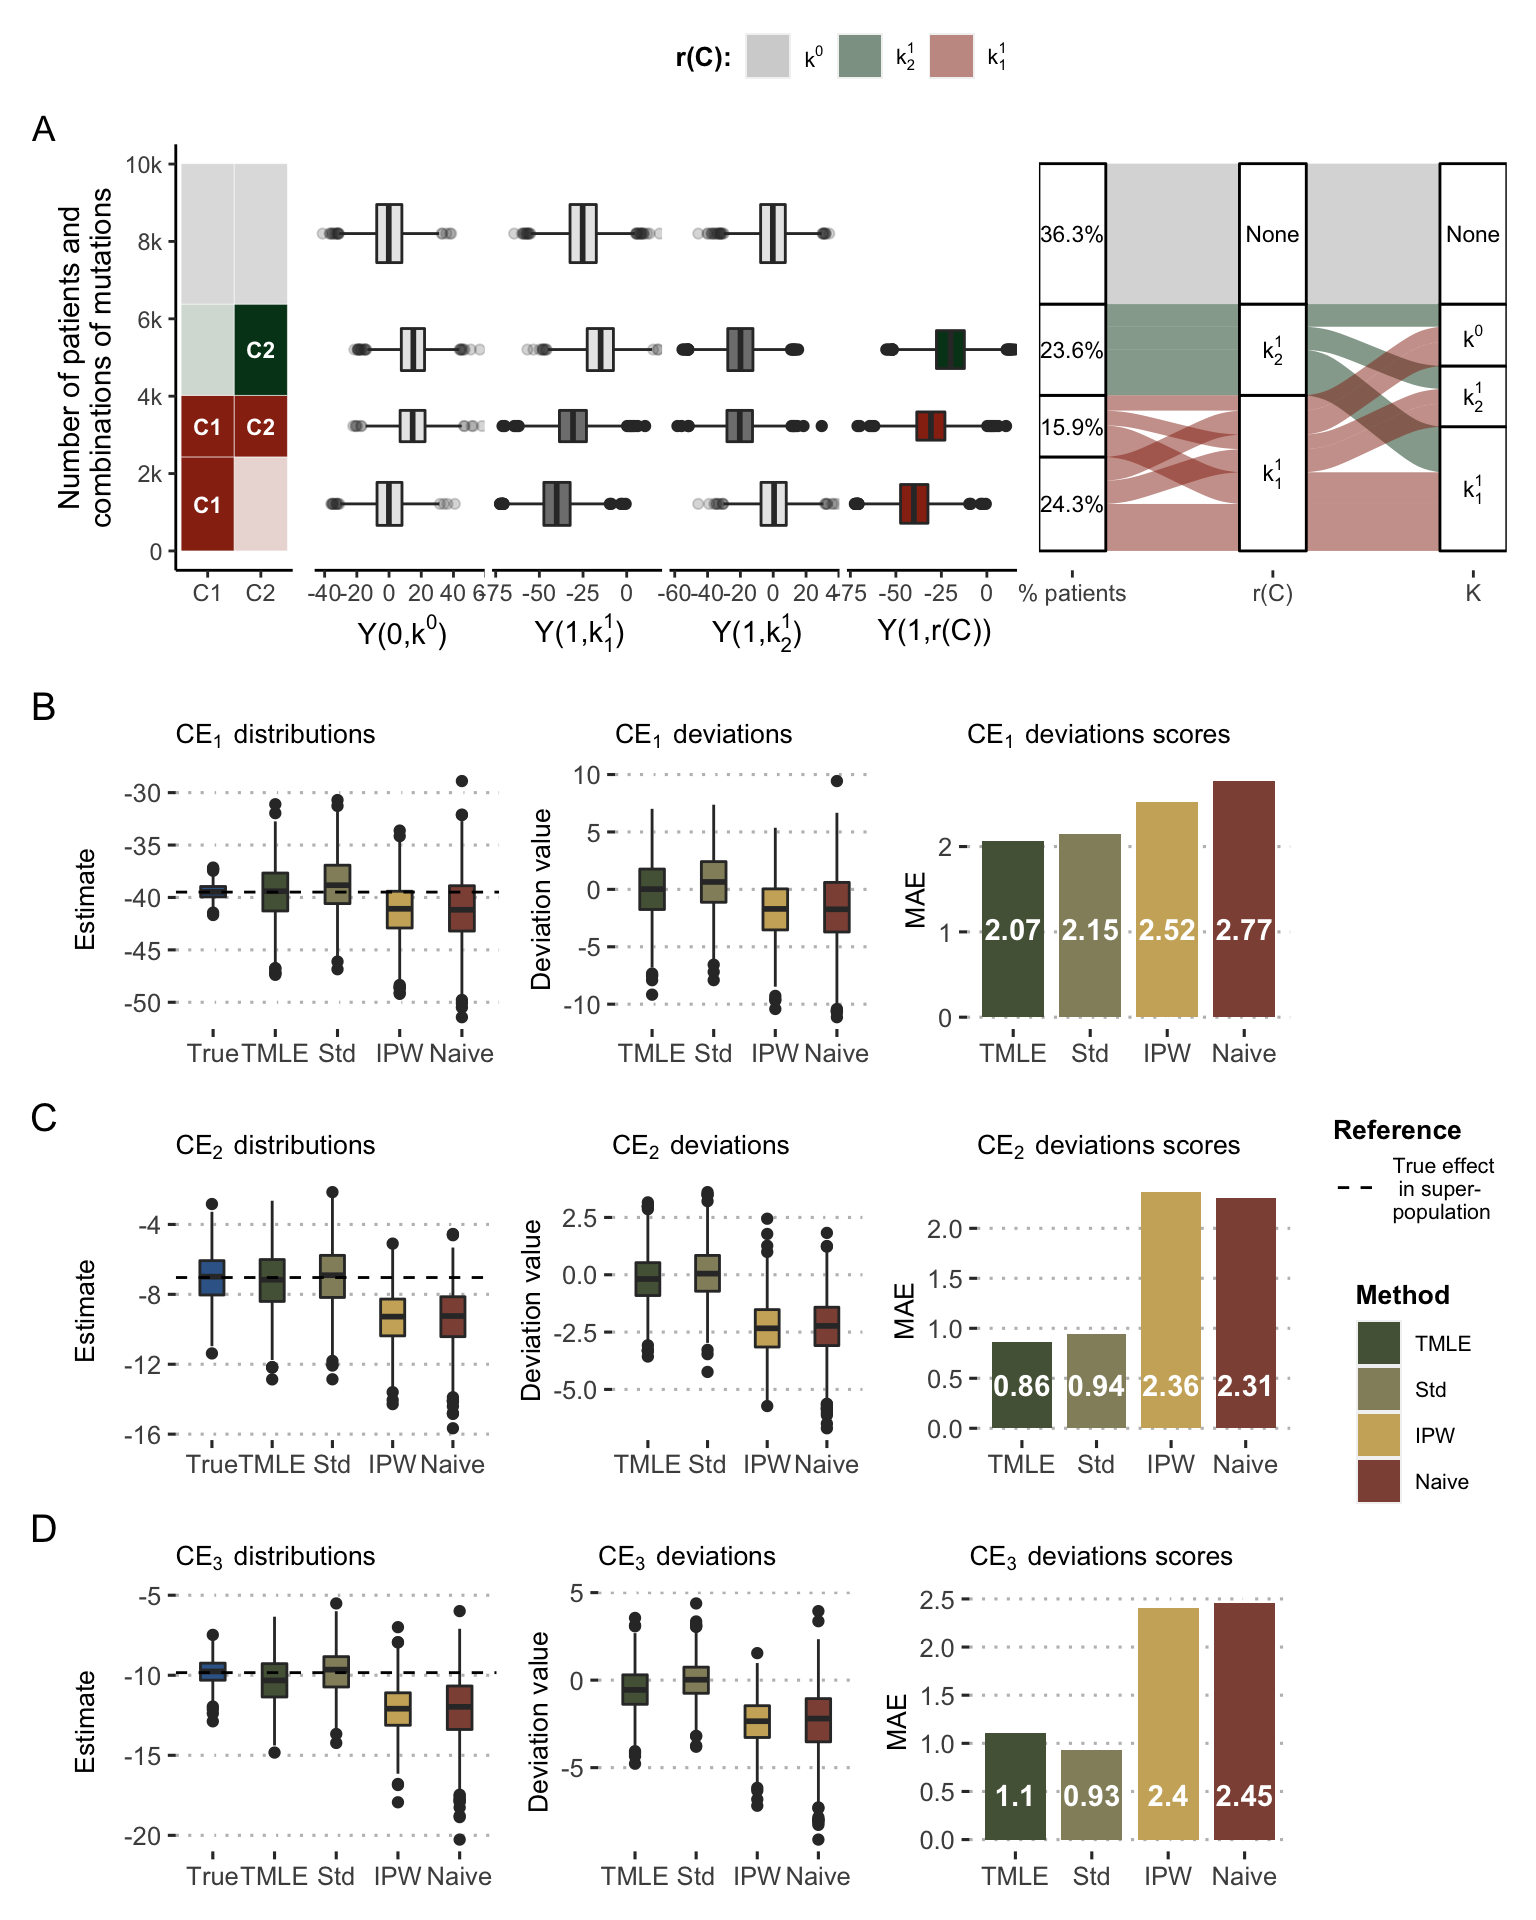 r(C): k⁰ k₂¹ k₁¹
A
Number of patients and
combinations of mutations
10k
8k
6k
4k
2k
0
C2
C1 C2
C1
C1 C2
-40 -20 0 20 40 6
-75 -50 -25 0
-60 -40 -20 0 20 4
-75 -50 -25 0
Y(0,k⁰) Y(1,k₁¹) Y(1,k₂¹) Y(1,r(C))
36.3% None None
23.6% k₂¹ k⁰
15.9% k₁¹ k₂¹
24.3% k₁¹
% patients r(C) K
B
CE₁ distributions
Estimate
-30
-35
-40
-45
-50
True TMLE Std IPW Naive
CE₁ deviations
Deviation value
10
5
0
-5
-10
TMLE Std IPW Naive
CE₁ deviations scores
MAE
2
1
0
2.07 2.15 2.52 2.77
TMLE Std IPW Naive
C
CE₂ distributions
Estimate
-4
-8
-12
-16
True TMLE Std IPW Naive
CE₂ deviations
Deviation value
2.5
0.0
-2.5
-5.0
TMLE Std IPW Naive
CE₂ deviations scores
MAE
2.0
1.5
1.0
0.5
0.0
0.86 0.94 2.36 2.31
TMLE Std IPW Naive
Reference
True effect
in super-
population
Method
TMLE
Std
IPW
Naive
D
CE₃ distributions
Estimate
-5
-10
-15
-20
True TMLE Std IPW Naive
CE₃ deviations
Deviation value
5
0
-5
TMLE Std IPW Naive
CE₃ deviations scores
MAE
2.5
2.0
1.5
1.0
0.5
0.0
1.1 0.93 2.4 2.45
TMLE Std IPW Naive